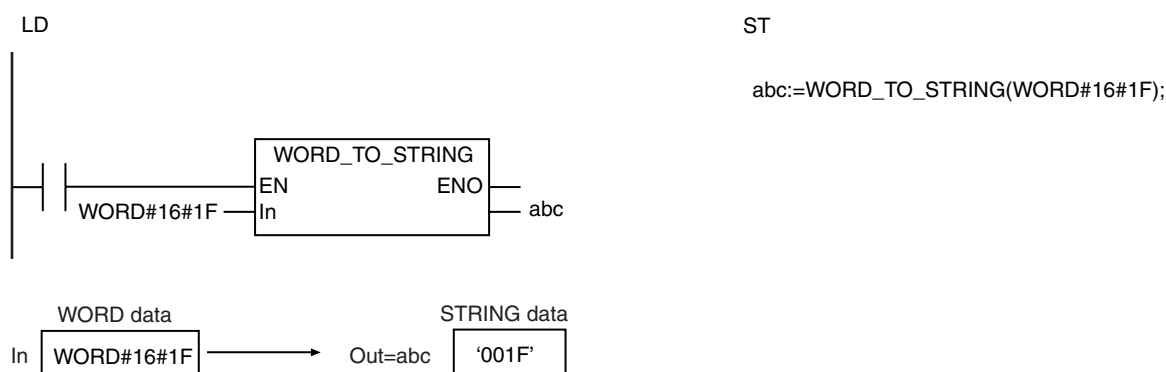 LD
ST
abc:=WORD_TO_STRING(WORD#16#1F);
WORD_TO_STRING
EN ENO
WORD#16#1F In abc
WORD data STRING data
In WORD#16#1F Out=abc ‘001F’